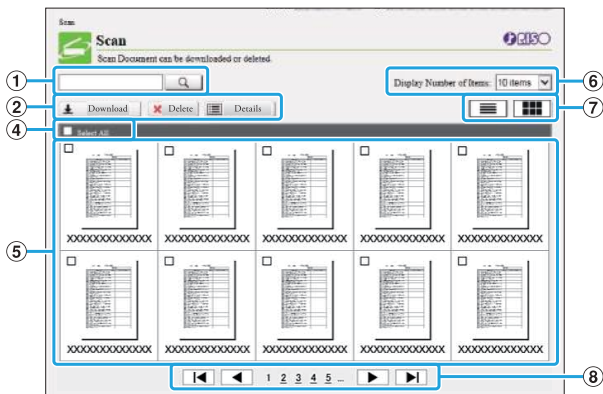 Scan
Scan
RISO
Scan Document can be downloaded or deleted.
1
Display Number of Items: 10 items
6
2
Download
Delete
Details
7
4
Select All
5
XXXXXXXXXXXXX XXXXXXXXXXXXX XXXXXXXXXXXXX XXXXXXXXXXXXX XXXXXXXXXXXXX
XXXXXXXXXXXXX XXXXXXXXXXXXX XXXXXXXXXXXXX XXXXXXXXXXXXX XXXXXXXXXXXXX
1 2 3 4 5 ...
8